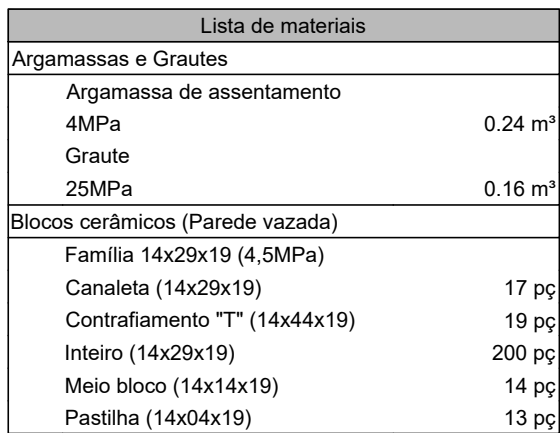 Lista de materiais
Argamassas e Grautes
Argamassa de assentamento
4MPa 0.24 m³
Graute
25MPa 0.16 m³
Blocos cerâmicos (Parede vazada)
Família 14x29x19 (4,5MPa)
Canaleta (14x29x19) 17 pç
Contrafiamento "T" (14x44x19) 19 pç
Inteiro (14x29x19) 200 pç
Meio bloco (14x14x19) 14 pç
Pastilha (14x04x19) 13 pç